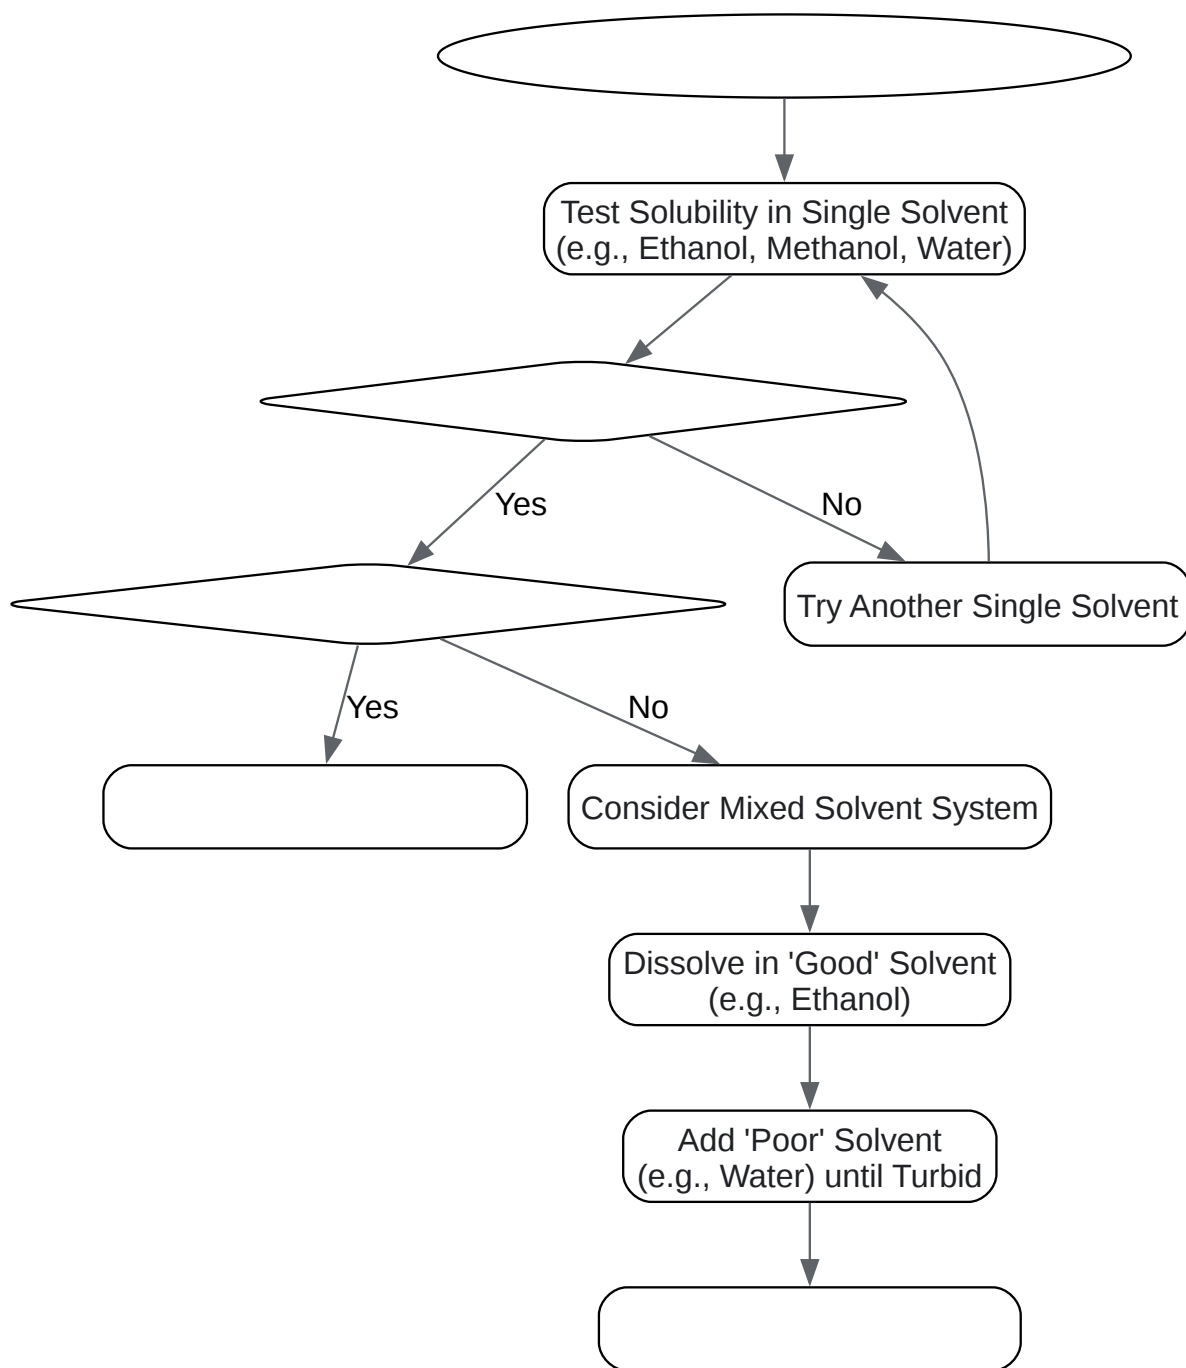 Test Solubility in Single Solvent
(e.g., Ethanol, Methanol, Water)
Yes
No
Try Another Single Solvent
Yes
No
Consider Mixed Solvent System
Dissolve in 'Good' Solvent
(e.g., Ethanol)
Add 'Poor' Solvent
(e.g., Water) until Turbid